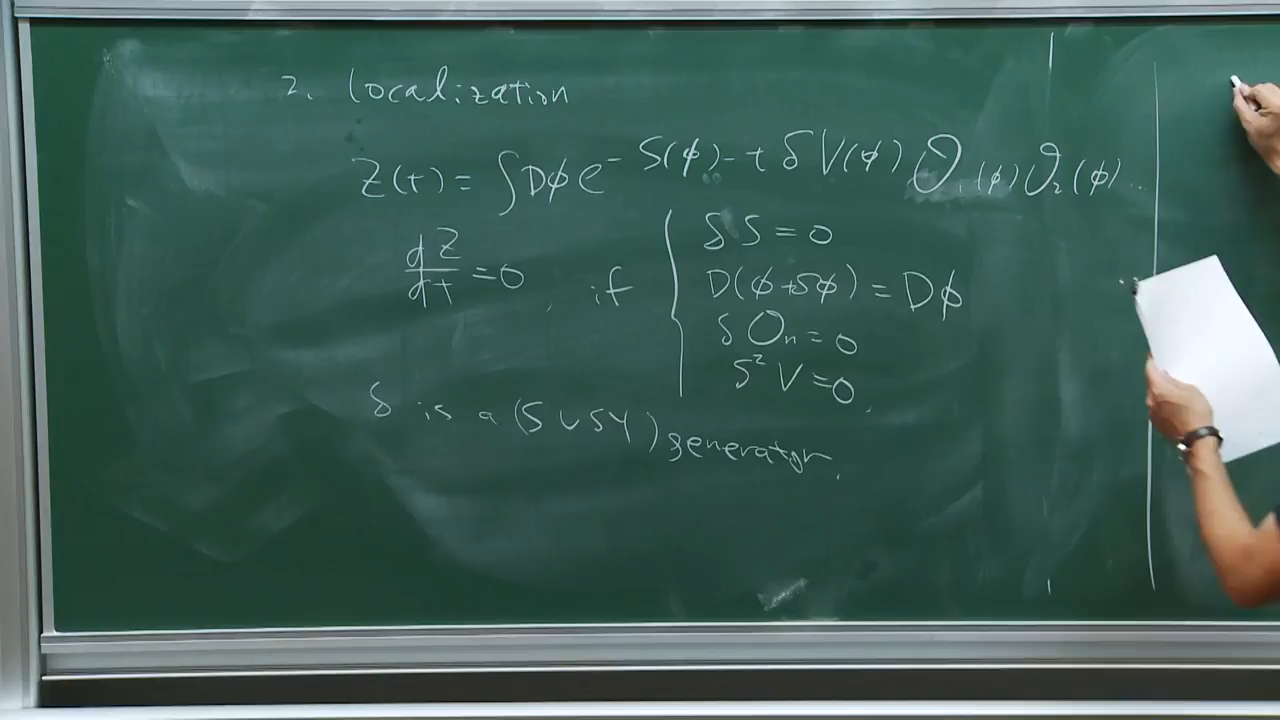 2. localization
Z(t) = ∫Dϕ e^{- S(ϕ) - t δV(ϕ)} O₁(ϕ) O₂(ϕ) ...
dZ/dt = 0, if { δS = 0
D(ϕ+δϕ) = Dϕ
δOₙ = 0
δ²V = 0.
δ is a (SUSY) generator.